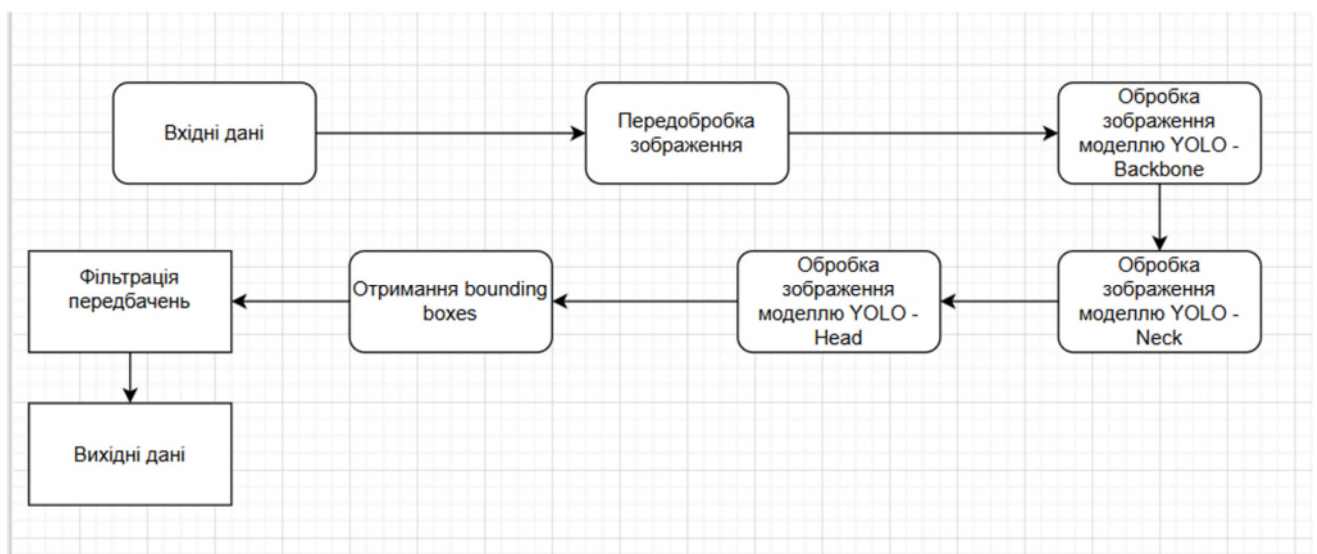 Вхідні дані
Передобробка
зображення
Обробка
зображення
моделлю YOLO -
Backbone
Обробка
зображення
моделлю YOLO -
Neck
Обробка
зображення
моделлю YOLO -
Head
Отримання bounding
boxes
Фільтрація
передбачень
Вихідні дані